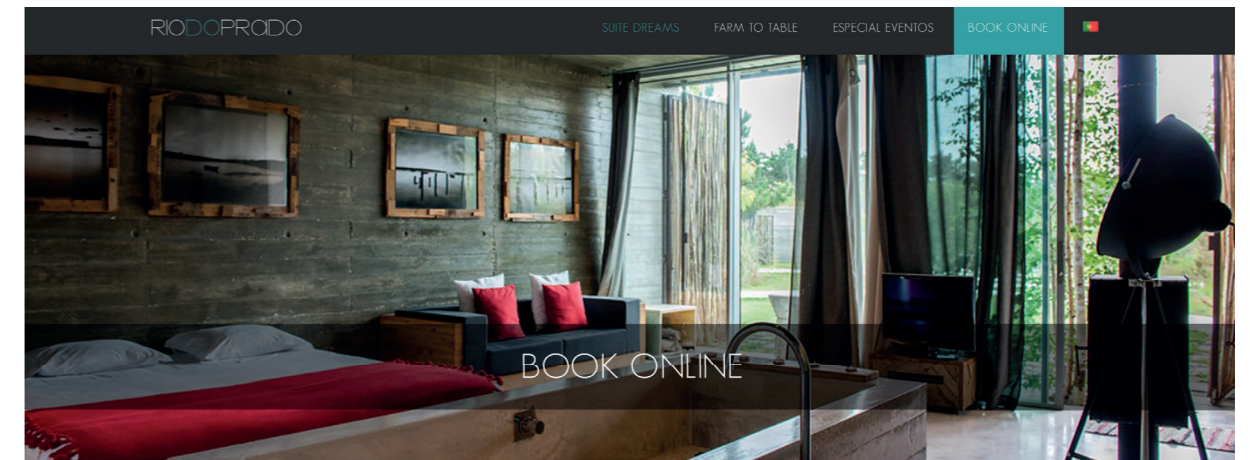 RIODOPRADO
SUITE DREAMS
FARM TO TABLE
ESPECIAL EVENTOS
BOOK ONLINE
BOOK ONLINE